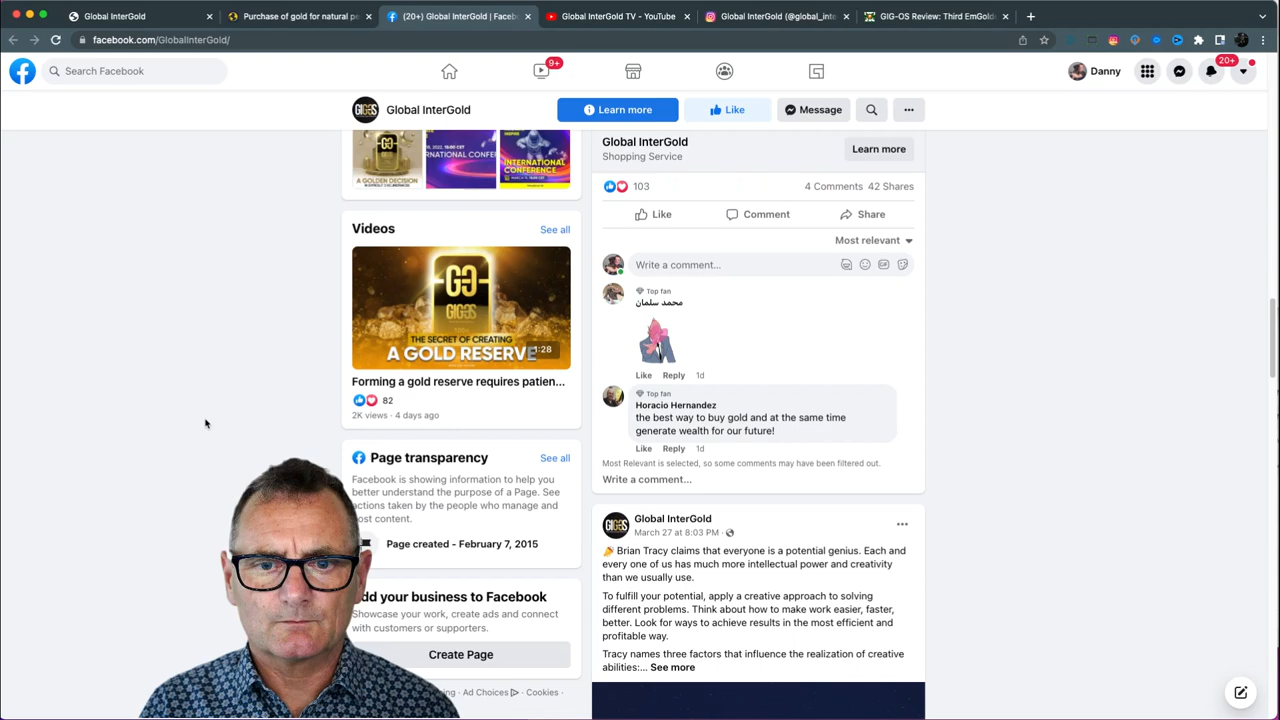 Global InterGold
Purchase of gold for natural pe
(20+) Global InterGold | Faceb
Global InterGold TV - YouTube
Global InterGold (@global_inte
GIG-OS Review: Third EmGold
facebook.com/GlobalInterGold/
Search Facebook
9+
Danny
20+
Global InterGold
Learn more
Like
Message
A GOLDEN DECISION
INTERNATIONAL
CONFERENCE
Videos
See all
GIG-OS
THE SECRET OF CREATING
A GOLD RESERVE
1:28
Forming a gold reserve requires patien...
82
2K views · 4 days ago
Page transparency
See all
Facebook is showing information to help you
better understand the purpose of a Page. See
actions taken by the people who manage and
post content.
Page created - February 7, 2015
Add your business to Facebook
Showcase your work, create ads and connect
with customers or supporters.
Create Page
Ad Choices
· Cookies ·
Global InterGold
Shopping Service
Learn more
103
4 Comments 42 Shares
Like
Comment
Share
Most relevant
Write a comment...
GIF
Top fan
محمد سلمان
Like Reply 1d
Top fan
Horacio Hernandez
the best way to buy gold and at the same time
generate wealth for our future!
Like Reply 1d
Most Relevant is selected, so some comments may have been filtered out.
Write a comment...
Global InterGold
March 27 at 8:03 PM ·
Brian Tracy claims that everyone is a potential genius. Each and
every one of us has much more intellectual power and creativity
than we usually use.
To fulfill your potential, apply a creative approach to solving
different problems. Think about how to make work easier, faster,
better. Look for ways to achieve results in the most efficient and
profitable way.
Tracy names three factors that influence the realization of creative
abilities:... See more